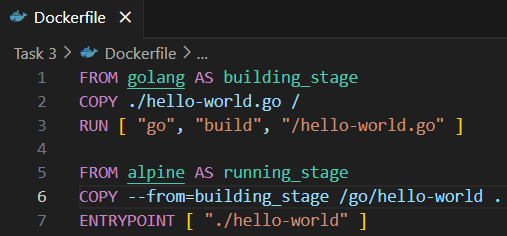 Dockerfile ×
Task 3 > Dockerfile > ...
1 FROM golang AS building_stage
2 COPY ./hello-world.go /
3 RUN [ "go", "build", "/hello-world.go" ]
4
5 FROM alpine AS running_stage
6 COPY --from=building_stage /go/hello-world .
7 ENTRYPOINT [ "./hello-world" ]